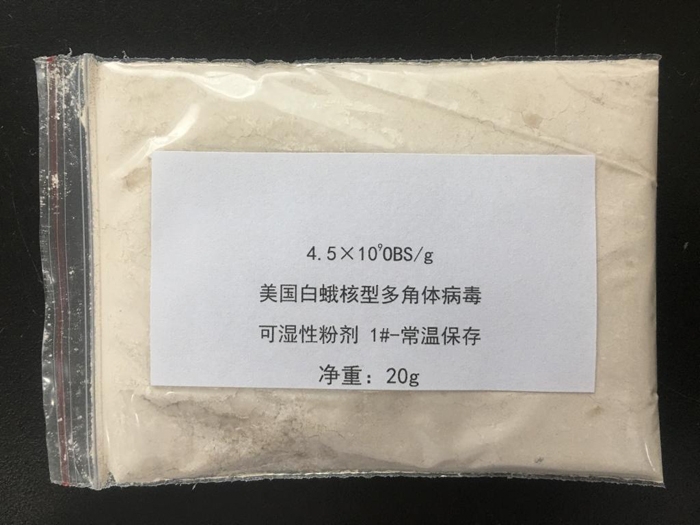 4.5×10⁹OBS/g
美国白蛾核型多角体病毒
可湿性粉剂 1#-常温保存
净重：20g